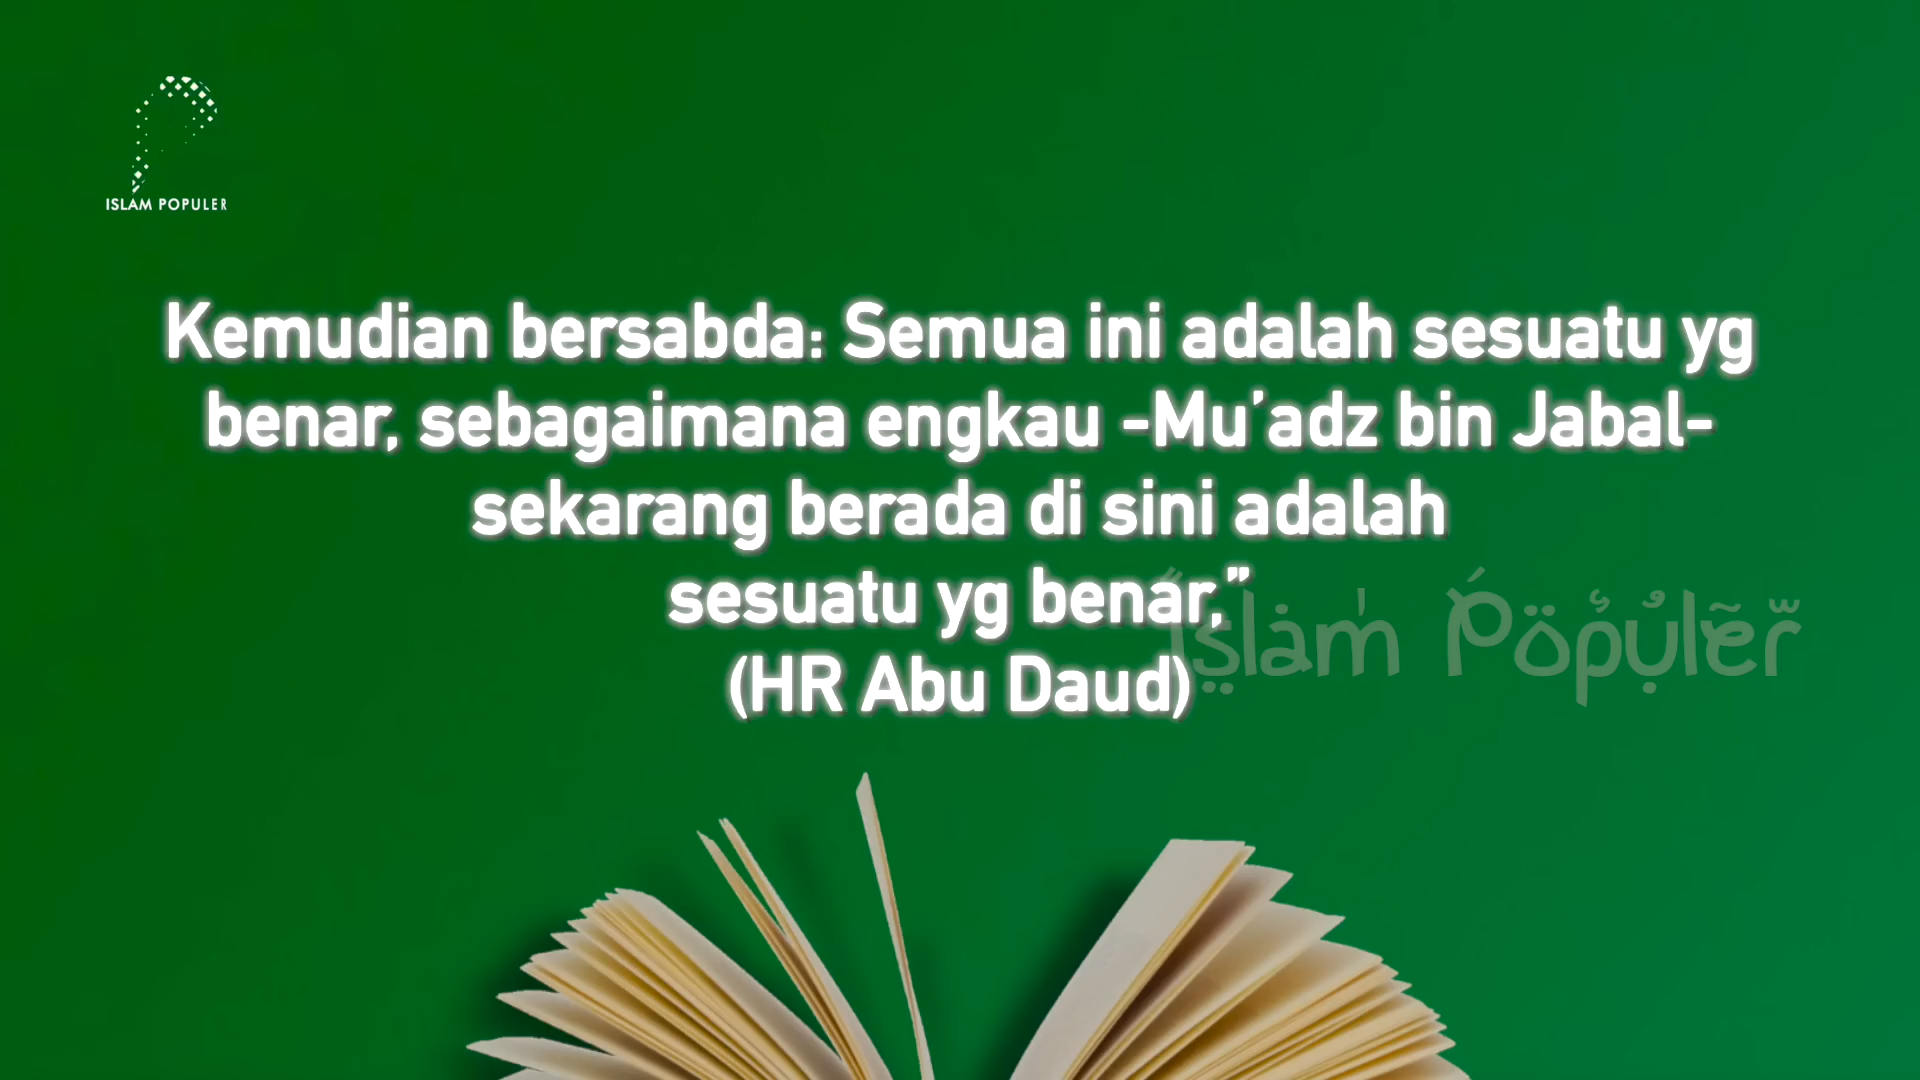 ISLAM POPULER
Kemudian bersabda: Semua ini adalah sesuatu yg
benar, sebagaimana engkau -Mu'adz bin Jabal-
sekarang berada di sini adalah
sesuatu yg benar,”
(HR Abu Daud)
Islam Populer